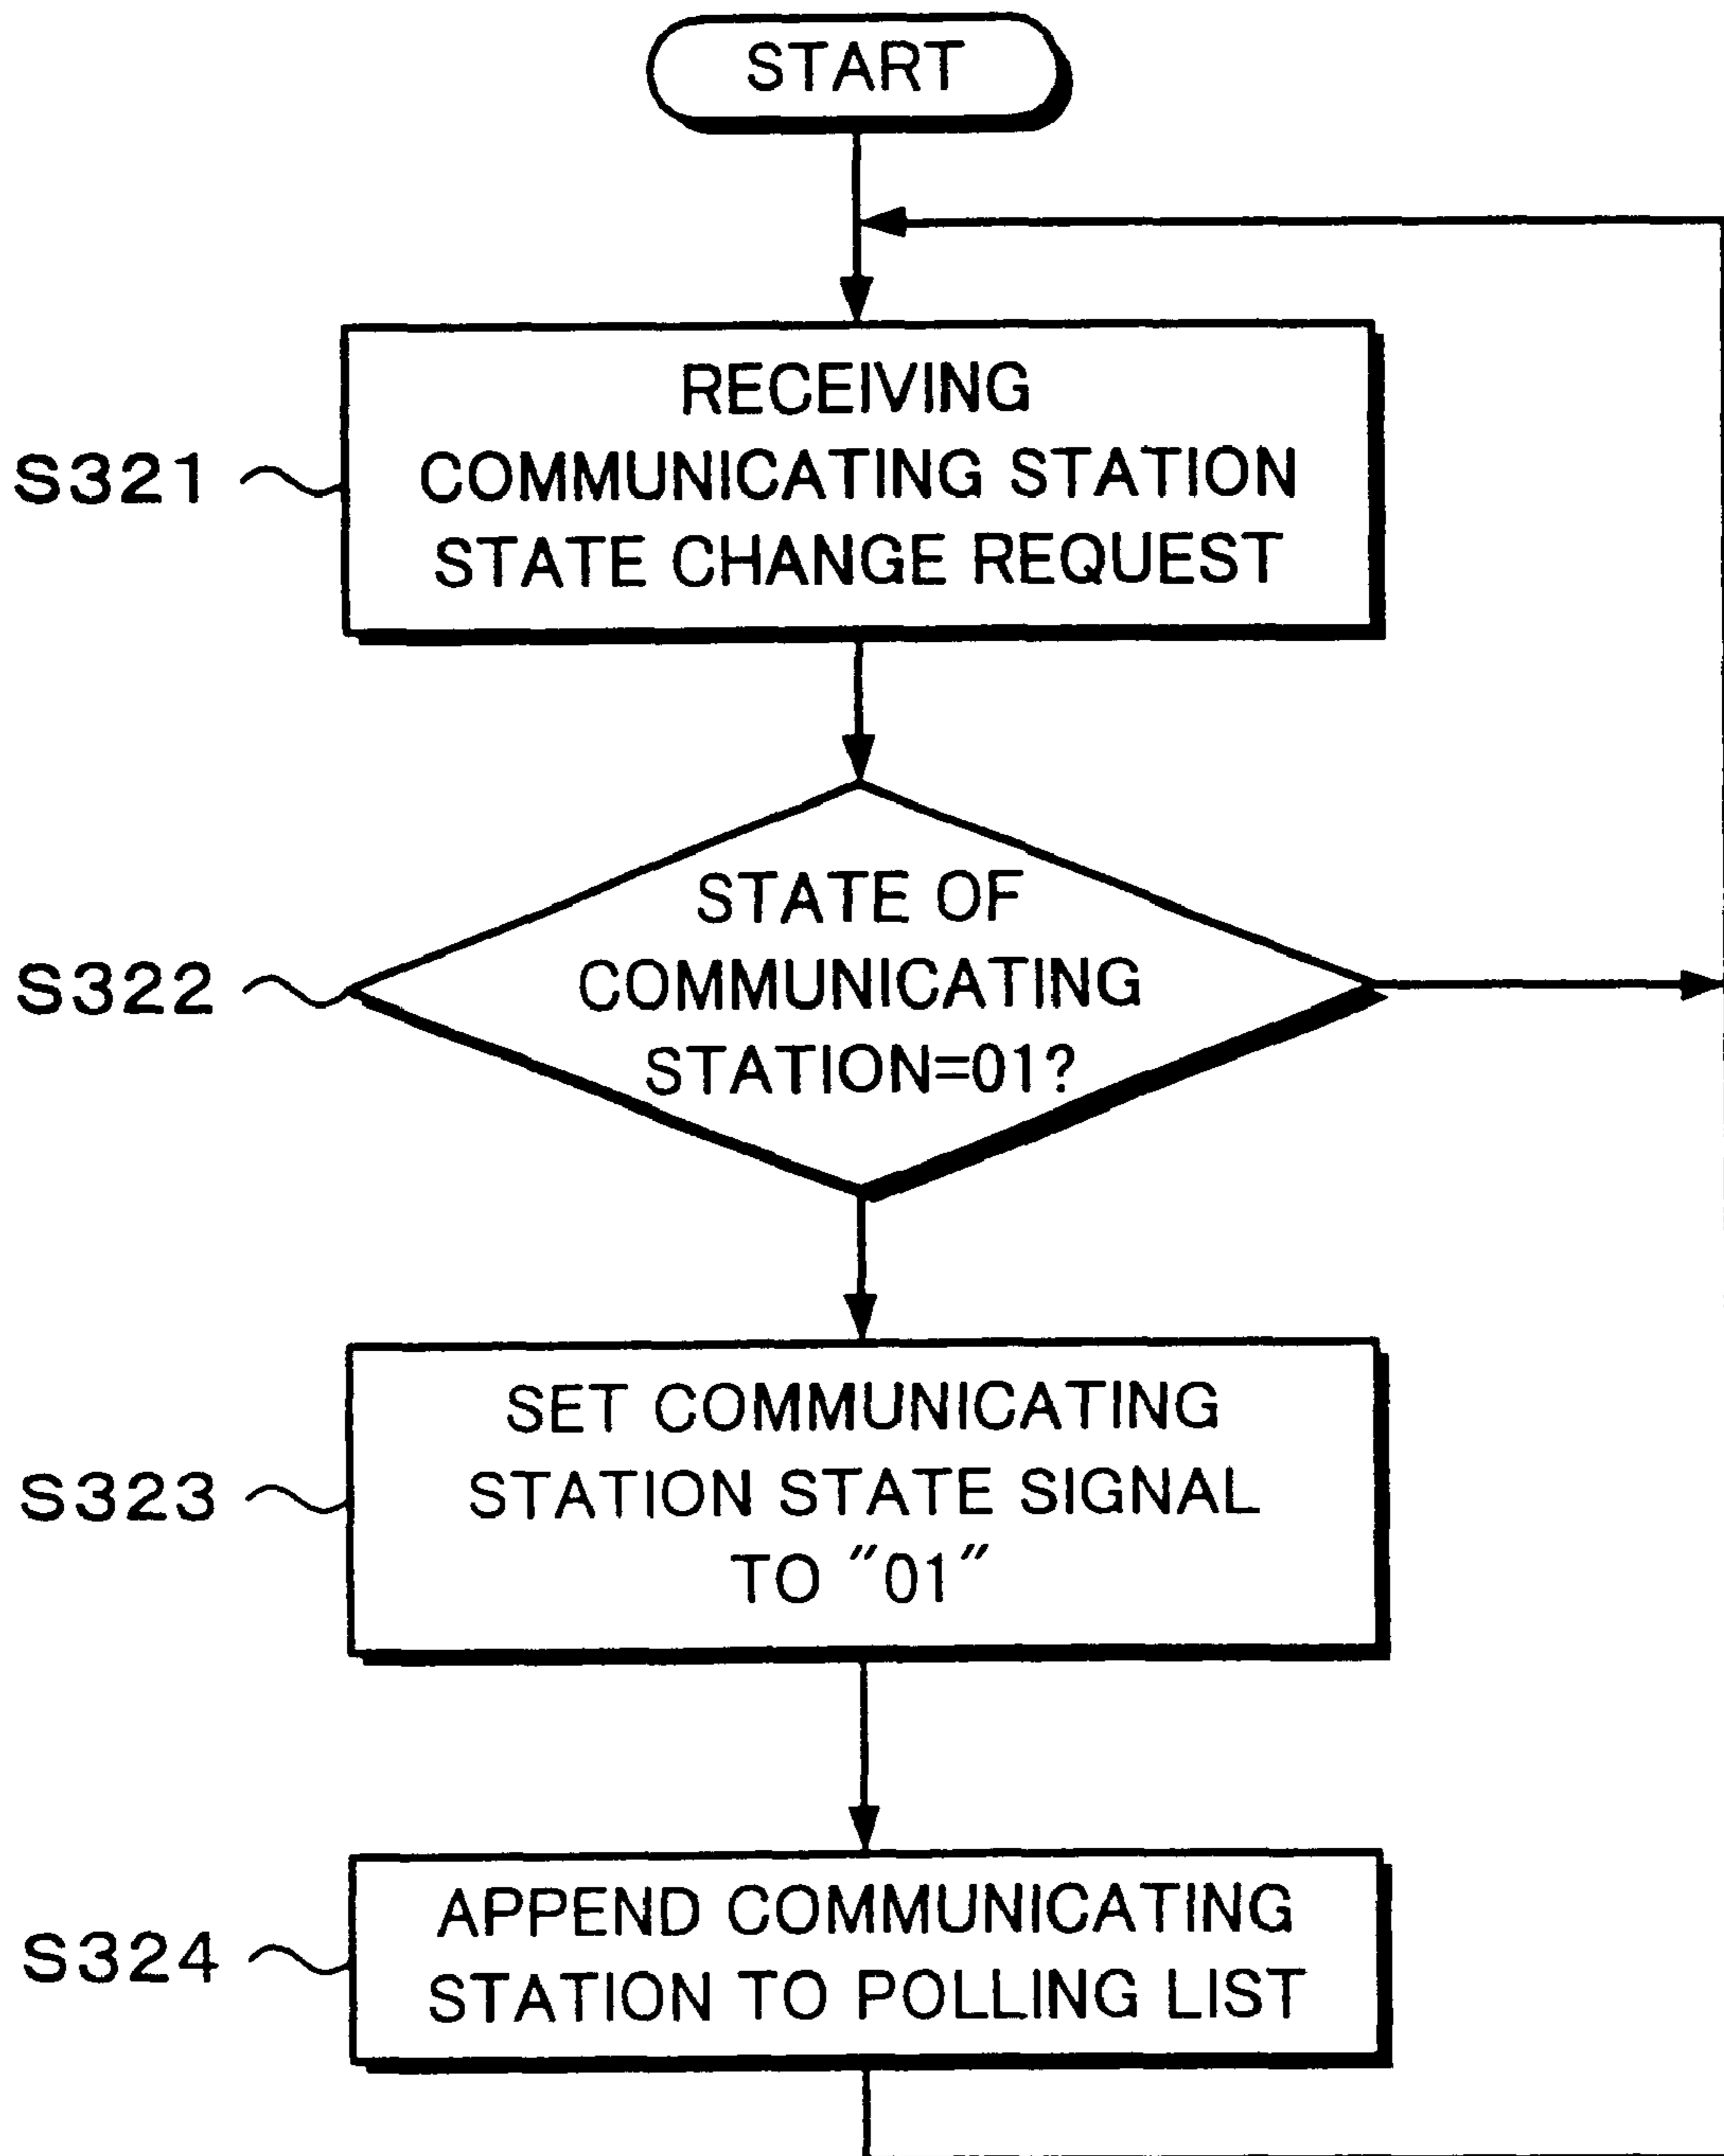 START
RECEIVING
COMMUNICATING STATION
STATE CHANGE REQUEST
S321
STATE OF
COMMUNICATING
STATION=01?
S322
SET COMMUNICATING
STATION STATE SIGNAL
TO "01"
S323
APPEND COMMUNICATING
STATION TO POLLING LIST
S324